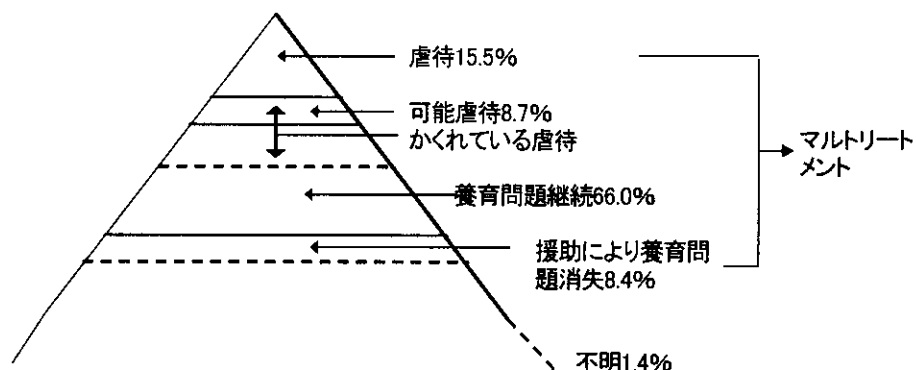 虐待15.5%
可能虐待8.7%
かくれている虐待
マルトリート
メント
養育問題継続66.0%
援助により養育問
題消失8.4%
不明1.4%